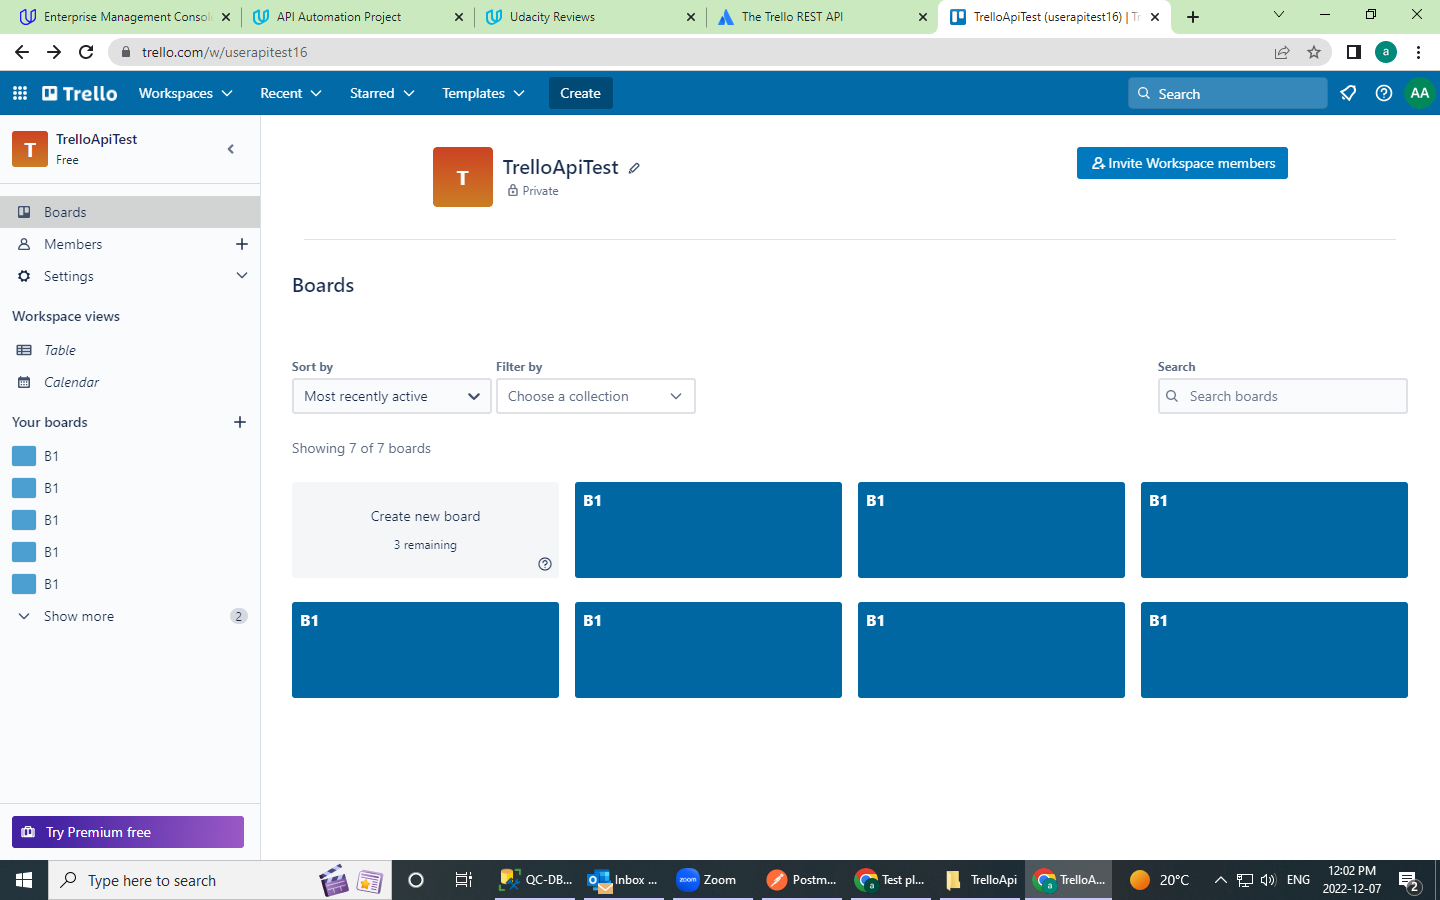 Enterprise Management Consol
API Automation Project
Udacity Reviews
The Trello REST API
TrelloApiTest (userapitest16) | Tr
trello.com/w/userapitest16
a
Trello
Workspaces
Recent
Starred
Templates
Create
Search
AA
T
TrelloApiTest
Free
Boards
Members
Settings
Workspace views
Table
Calendar
Your boards
B1
B1
B1
B1
B1
Show more
2
Try Premium free
T
TrelloApiTest
Private
Invite Workspace members
Boards
Sort by
Filter by
Search
Most recently active
Choose a collection
Search boards
Showing 7 of 7 boards
Create new board
3 remaining
B1
B1
B1
B1
B1
B1
B1
Type here to search
QC-DB...
Inbox ...
zoom
Zoom
Postm...
a
Test pl...
TrelloApi
a
TrelloA...
20°C
ENG
12:02 PM
2022-12-07
2